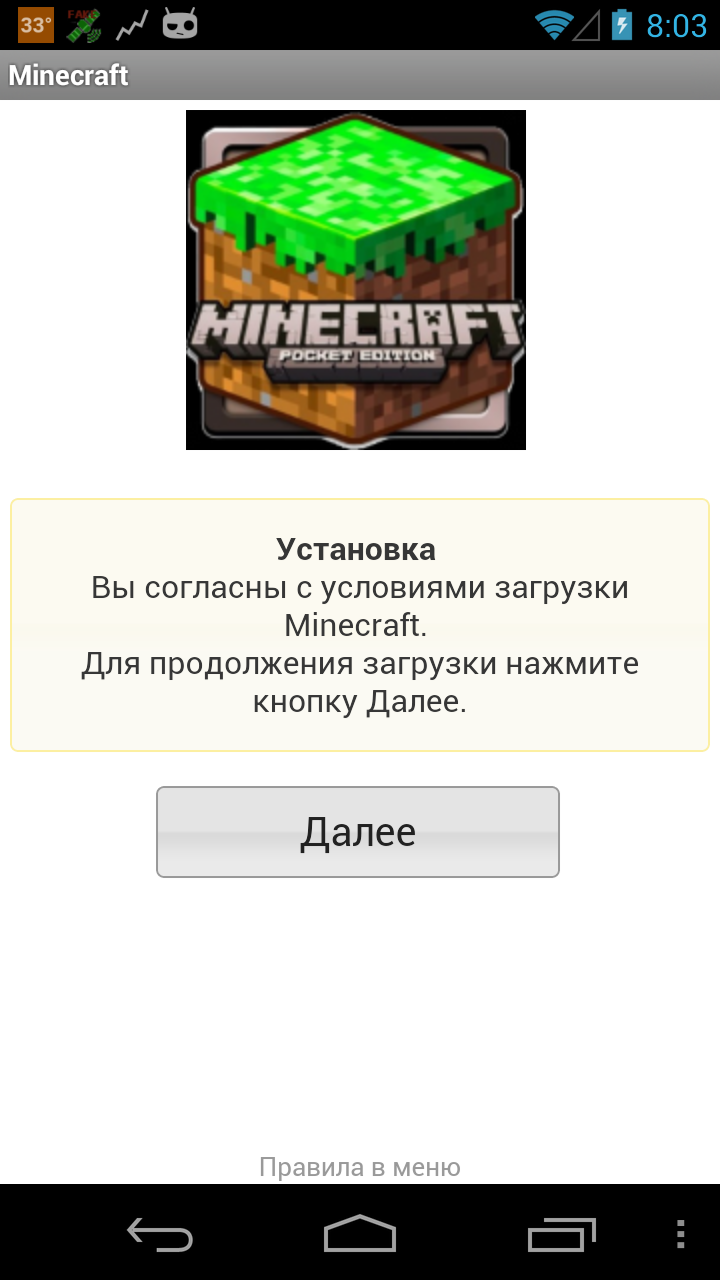 33°
FAKE
8:03
Minecraft
MINECRAFT
POCKET EDITION
Установка
Вы согласны с условиями загрузки
Minecraft.
Для продолжения загрузки нажмите
кнопку Далее.
Далее
Правила в меню